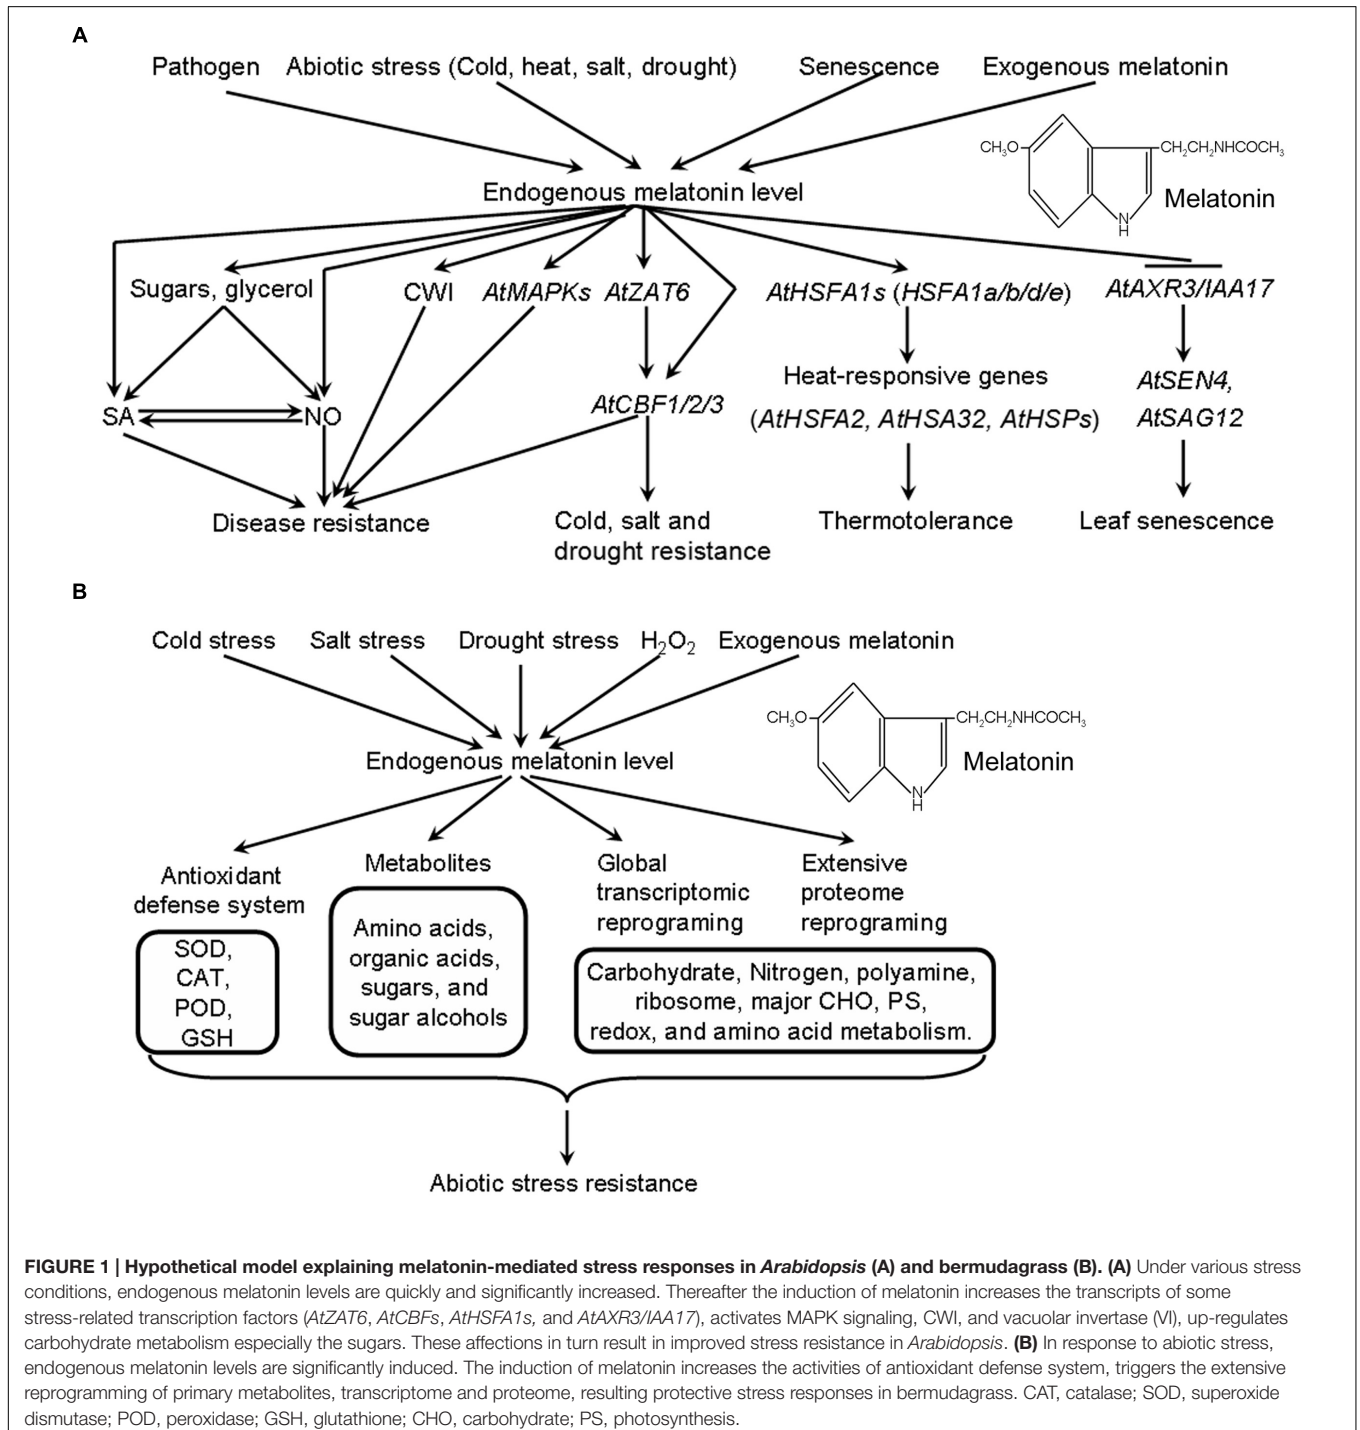 A
Pathogen Abiotic stress (Cold, heat, salt, drought) Senescence Exogenous melatonin
CH3O CH2CH2NHCOCH3
N
H
Melatonin
Endogenous melatonin level
Sugars, glycerol CWI AtMAPKs AtZAT6 AtHSFA1s (HSFA1a/b/d/e) AtAXR3/IAA17
Heat-responsive genes
(AtHSFA2, AtHSA32, AtHSPs)
AtSEN4,
AtSAG12
SA NO AtCBF1/2/3
Disease resistance
Cold, salt and
drought resistance
Thermotolerance
Leaf senescence
B
Cold stress Salt stress Drought stress H2O2 Exogenous melatonin
CH3O CH2CH2NHCOCH3
N
H
Melatonin
Endogenous melatonin level
Antioxidant
defense system
SOD,
CAT,
POD,
GSH
Metabolites
Amino acids,
organic acids,
sugars, and
sugar alcohols
Global
transcriptomic
reprograming
Extensive
proteome
reprograming
Carbohydrate, Nitrogen, polyamine,
ribosome, major CHO, PS,
redox, and amino acid metabolism.
Abiotic stress resistance
FIGURE 1 | Hypothetical model explaining melatonin-mediated stress responses in Arabidopsis (A) and bermudagrass (B). (A) Under various stress
conditions, endogenous melatonin levels are quickly and significantly increased. Thereafter the induction of melatonin increases the transcripts of some
stress-related transcription factors (AtZAT6, AtCBFs, AtHSFA1s, and AtAXR3/IAA17), activates MAPK signaling, CWI, and vacuolar invertase (VI), up-regulates
carbohydrate metabolism especially the sugars. These affections in turn result in improved stress resistance in Arabidopsis. (B) In response to abiotic stress,
endogenous melatonin levels are significantly induced. The induction of melatonin increases the activities of antioxidant defense system, triggers the extensive
reprogramming of primary metabolites, transcriptome and proteome, resulting protective stress responses in bermudagrass. CAT, catalase; SOD, superoxide
dismutase; POD, peroxidase; GSH, glutathione; CHO, carbohydrate; PS, photosynthesis.